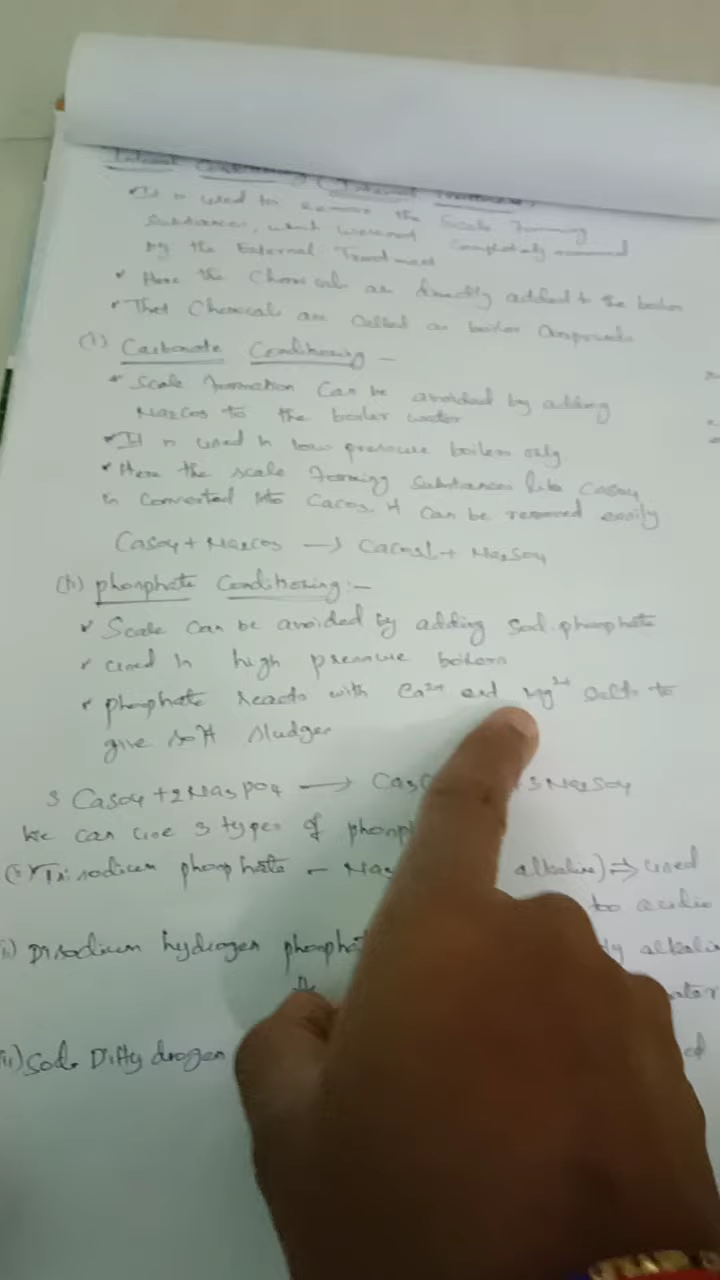 It is used to remove the Scale forming
Substances, which were not completely removed
by the External Treatment
• Here the Chemicals are directly added to the boiler
• That Chemicals are Called as boiler Compounds
(i) Carbonate Conditioning -
• Scale formation Can be avoided by adding
Na2CO3 to the boiler water
• It is used in low pressure boilers only.
• Here the scale forming Substances like CaSO4
is converted into CaCO3, it can be removed easily
CaSO4 + Na2CO3 → CaCO3↓ + Na2SO4
(ii) phosphate Conditioning :-
• Scale can be avoided by adding Sod. phosphate
• used in high pressure boilers
• phosphate reacts with Ca2+ and Mg2+ salts to
give soft sludges
3 CaSO4 + 2Na3PO4 → Ca3 3Na2SO4
We can use 3 types of
(i) Trisodium phosphate - alkaline) ⇒ used
to acidic
Disodium hydrogen
Sod. Dihydrogen